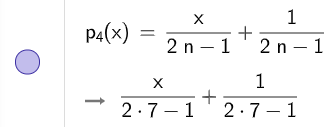 p₄(x) = x/(2 n − 1) + 1/(2 n − 1)
→ x/(2 · 7 − 1) + 1/(2 · 7 − 1)